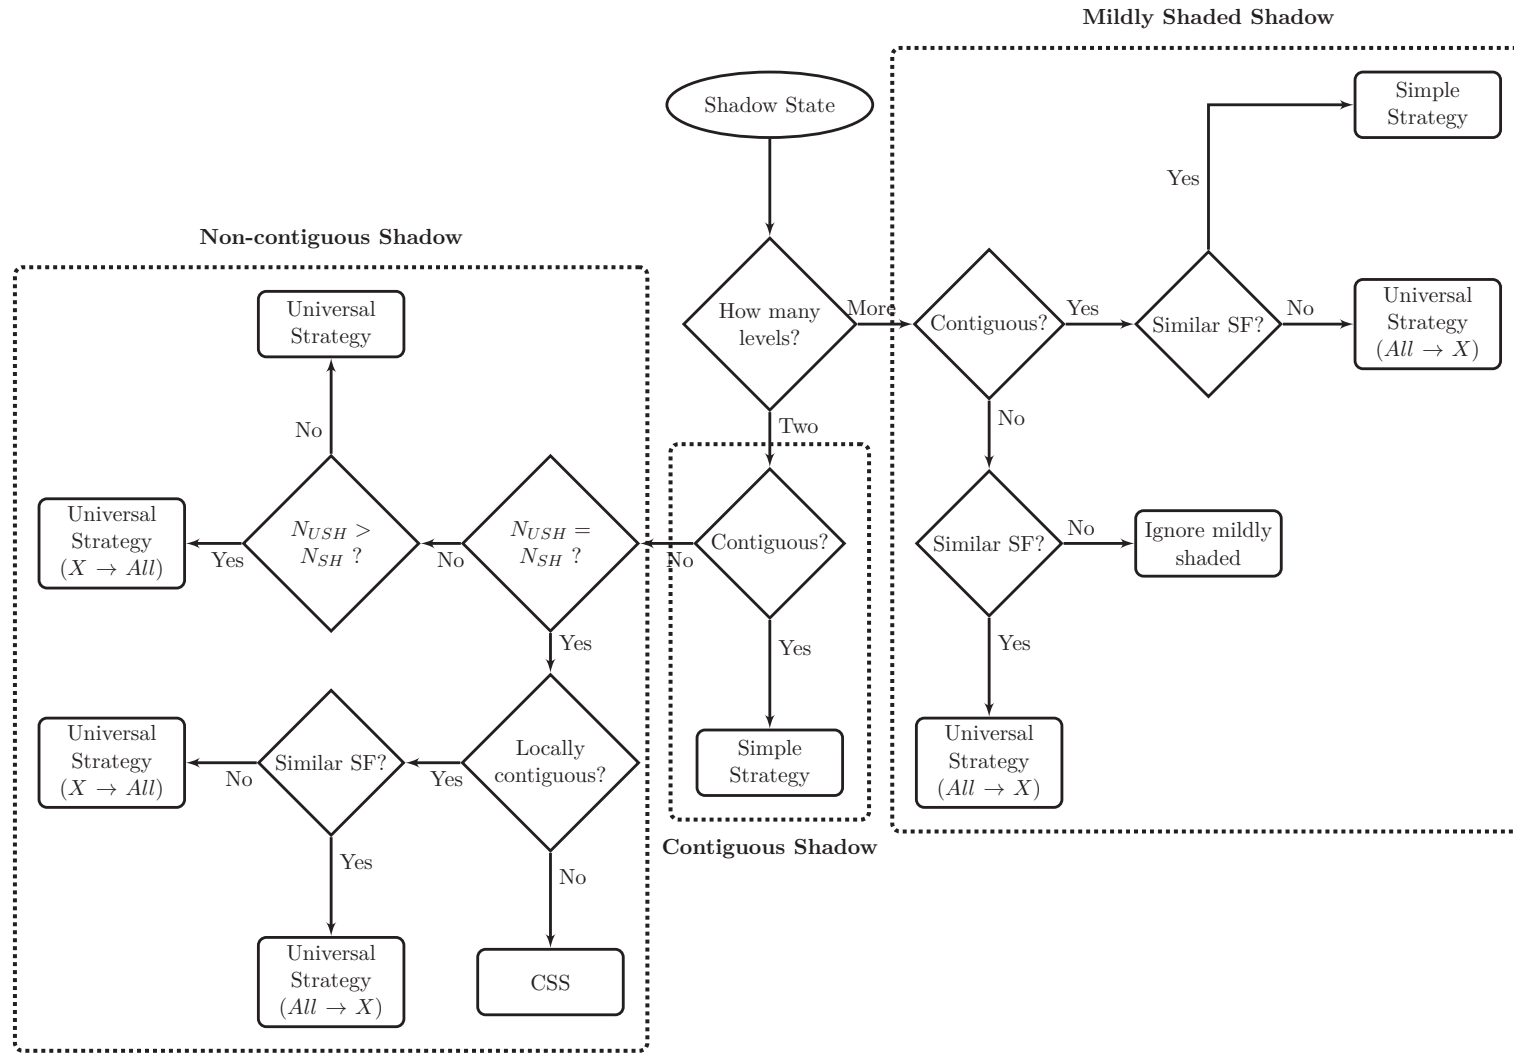 Mildly Shaded Shadow
Shadow State
Simple
Strategy
Yes
Non-contiguous Shadow
Universal
Strategy
How many
levels?
More
Contiguous?
Yes
Similar SF?
No
Universal
Strategy
(All → X)
No
Two
No
Universal
Strategy
(X → All)
Yes
N_USH >
N_SH ?
No
N_USH =
N_SH ?
No
Contiguous?
Similar SF?
No
Ignore mildly
shaded
Yes
Yes
Yes
Universal
Strategy
(X → All)
No
Similar SF?
Yes
Locally
contiguous?
Simple
Strategy
Universal
Strategy
(All → X)
Contiguous Shadow
Yes
No
Universal
Strategy
(All → X)
CSS